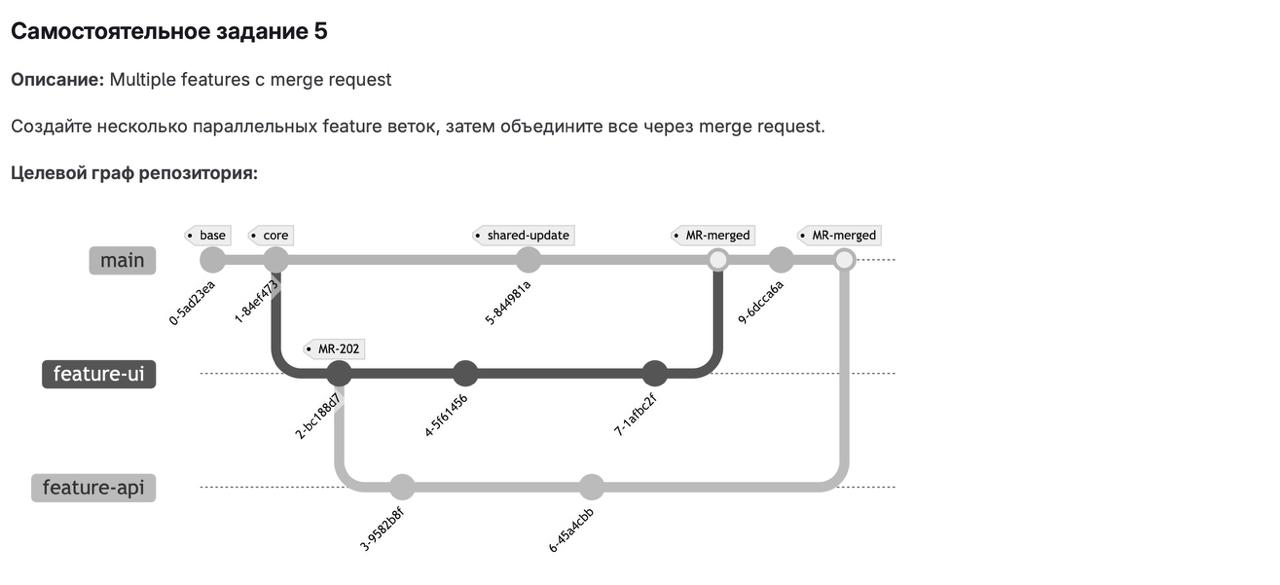 Самостоятельное задание 5
Описание: Multiple features с merge request
Создайте несколько параллельных feature веток, затем объедините все через merge request.
Целевой граф репозитория:
base
core
shared-update
MR-merged
MR-merged
main
0-5ad23ea
1-84ef473
5-844981a
9-6dcca6a
MR-202
feature-ui
2-bc188d7
4-5f61456
7-1afbc2f
feature-api
3-9582b8f
6-45a4cbb